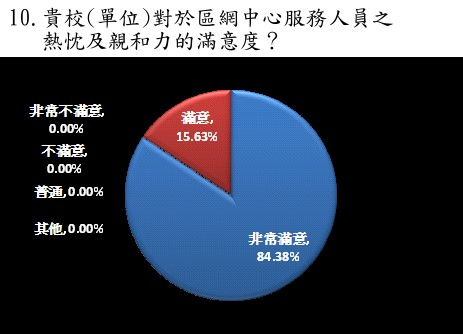 10. 貴校(單位)對於區網中心服務人員之
熱忱及親和力的滿意度？
非常不滿意,
0.00%
不滿意,
0.00%
普通, 0.00%
其他, 0.00%
滿意,
15.63%
非常滿意,
84.38%